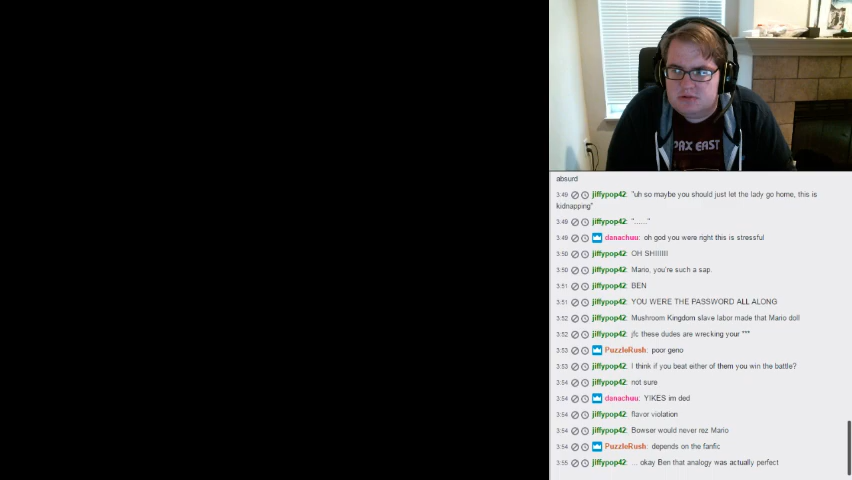 PAX EAST
absurd
3:49 jiffypop42: "uh so maybe you should just let the lady go home, this is
kidnapping"
3:49 jiffypop42: "......"
3:49 danachuu: oh god you were right this is stressful
3:50 jiffypop42: OH SHIIIIII
3:50 jiffypop42: Mario, you're such a sap.
3:51 jiffypop42: BEN
3:51 jiffypop42: YOU WERE THE PASSWORD ALL ALONG
3:52 jiffypop42: Mushroom Kingdom slave labor made that Mario doll
3:52 jiffypop42: jfc these dudes are wrecking your ***
3:53 PuzzleRush: poor geno
3:53 jiffypop42: I think if you beat either of them you win the battle?
3:54 jiffypop42: not sure
3:54 danachuu: YIKES im ded
3:54 jiffypop42: flavor violation
3:54 jiffypop42: Bowser would never rez Mario
3:54 PuzzleRush: depends on the fanfic
3:55 jiffypop42: ... okay Ben that analogy was actually perfect